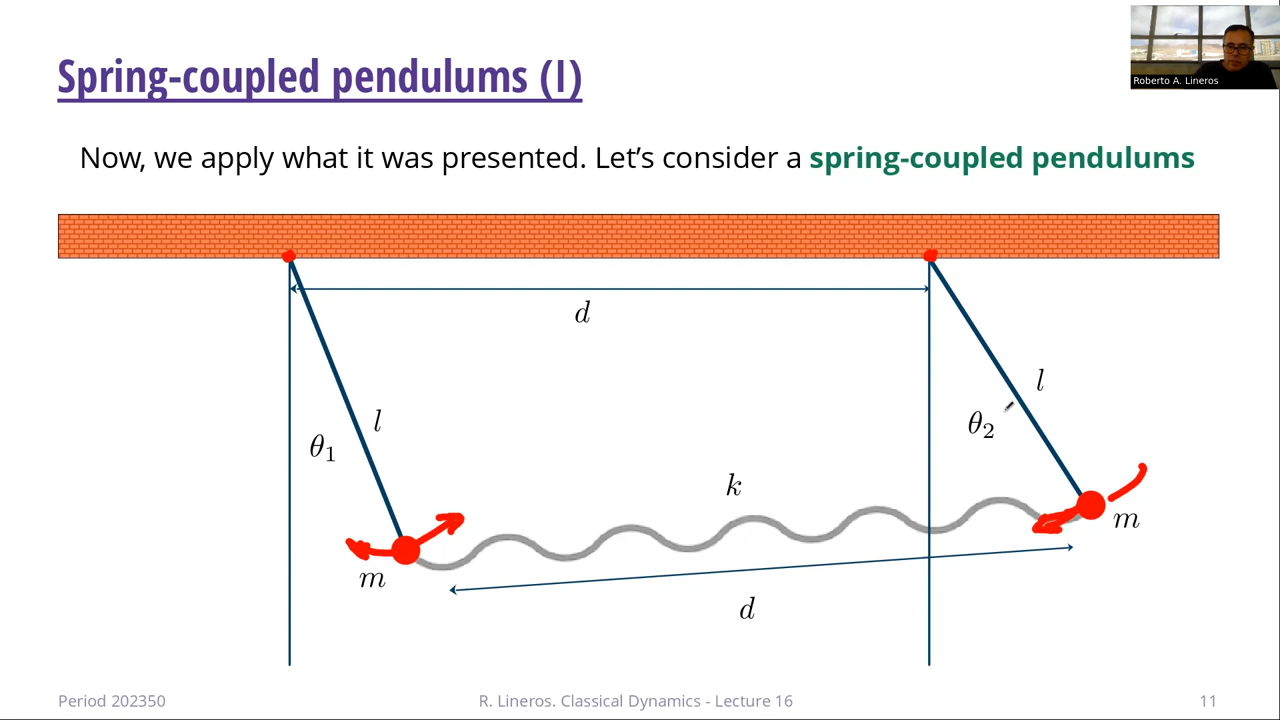 Spring-coupled pendulums (I)
Roberto A. Lineros
Now, we apply what it was presented. Let's consider a spring-coupled pendulums
d
l
l
θ₁
θ₂
k
m
m
d
Period 202350
R. Lineros. Classical Dynamics - Lecture 16
11